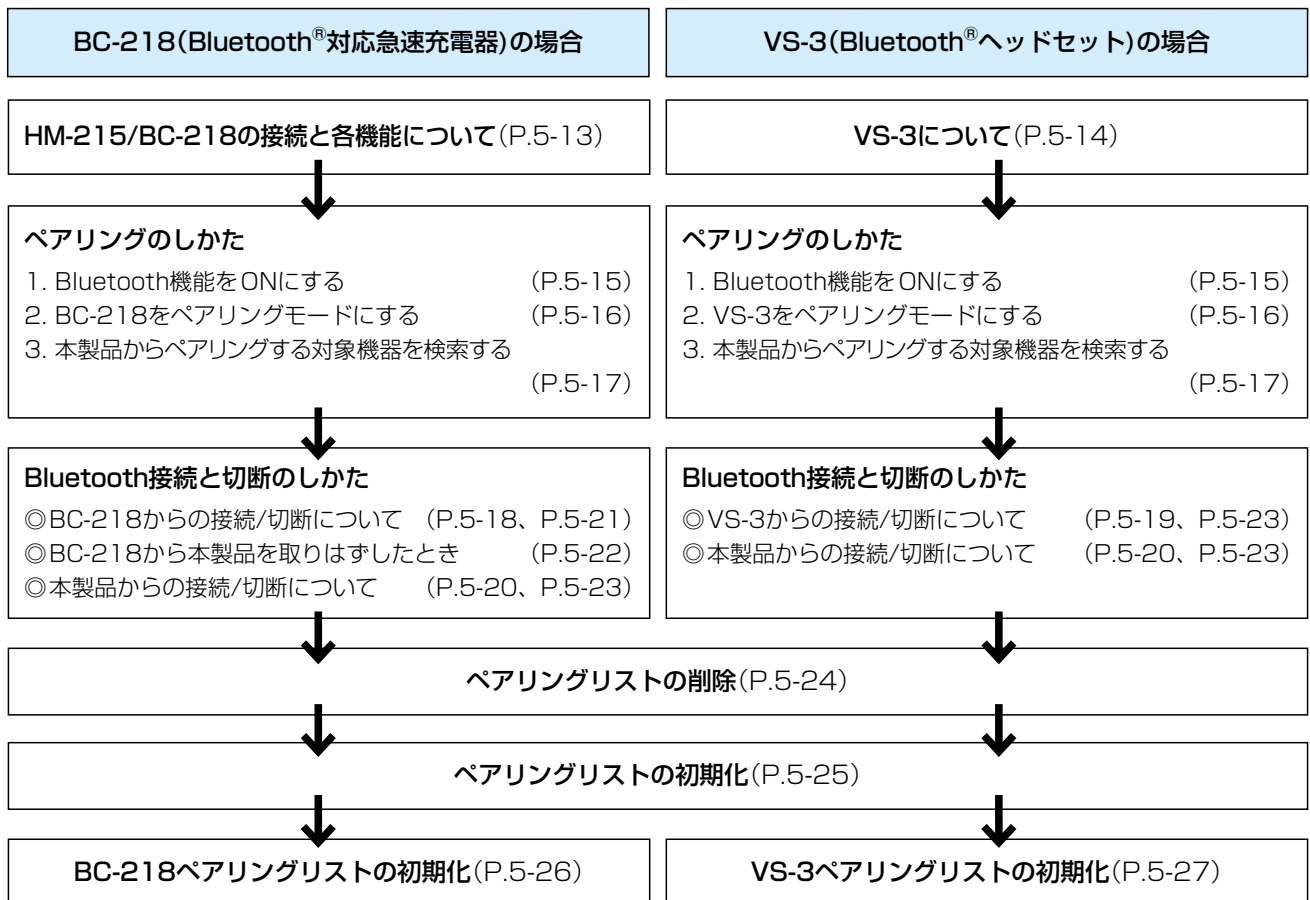 BC-218(Bluetooth®対応急速充電器)の場合
VS-3(Bluetooth®ヘッドセット)の場合
HM-215/BC-218の接続と各機能について(P.5-13)
VS-3について(P.5-14)
ペアリングのしかた
1. Bluetooth機能をONにする (P.5-15)
2. BC-218をペアリングモードにする (P.5-16)
3. 本製品からペアリングする対象機器を検索する
(P.5-17)
ペアリングのしかた
1. Bluetooth機能をONにする (P.5-15)
2. VS-3をペアリングモードにする (P.5-16)
3. 本製品からペアリングする対象機器を検索する
(P.5-17)
Bluetooth接続と切断のしかた
◎BC-218からの接続/切断について (P.5-18、P.5-21)
◎BC-218から本製品を取りはずしたとき (P.5-22)
◎本製品からの接続/切断について (P.5-20、P.5-23)
Bluetooth接続と切断のしかた
◎VS-3からの接続/切断について (P.5-19、P.5-23)
◎本製品からの接続/切断について (P.5-20、P.5-23)
ペアリングリストの削除(P.5-24)
ペアリングリストの初期化(P.5-25)
BC-218ペアリングリストの初期化(P.5-26)
VS-3ペアリングリストの初期化(P.5-27)